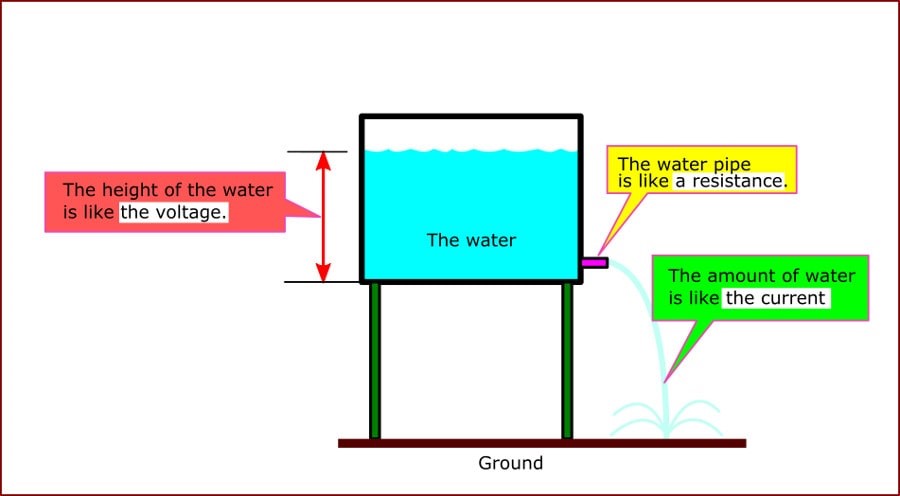 The height of the water
is like the voltage.
The water
The water pipe
is like a resistance.
The amount of water
is like the current
Ground